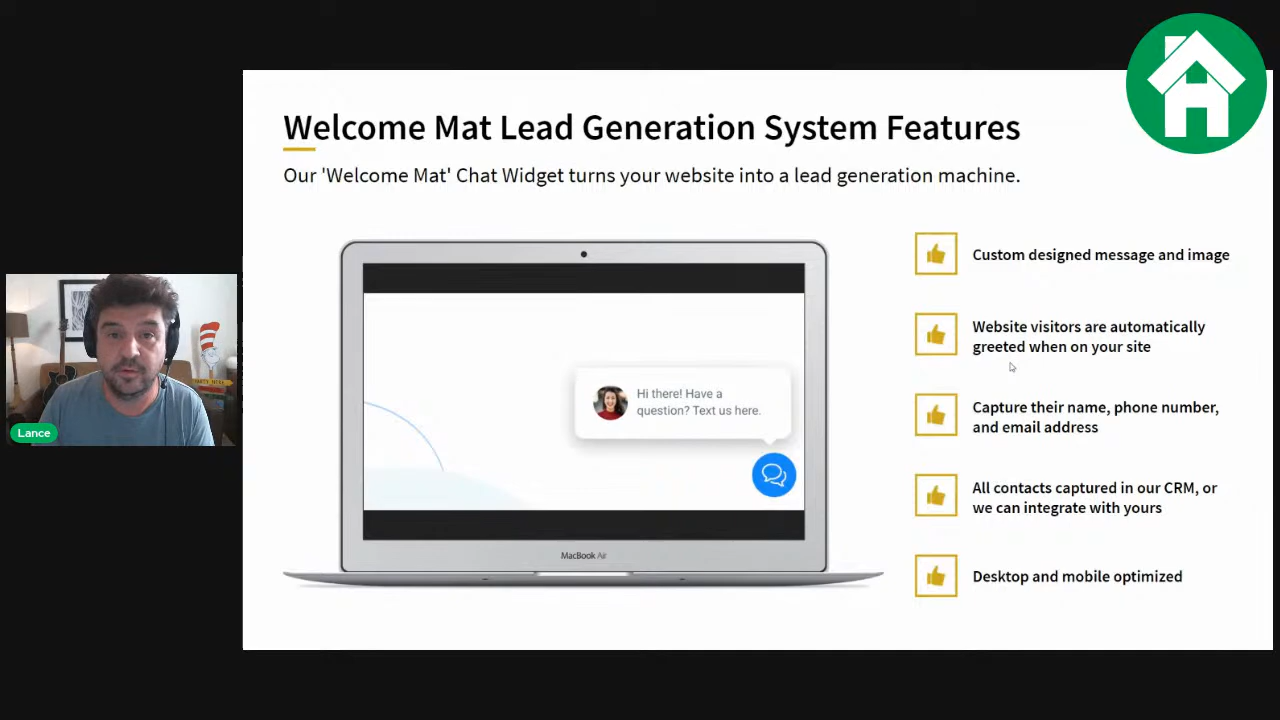 Welcome Mat Lead Generation System Features
Our 'Welcome Mat' Chat Widget turns your website into a lead generation machine.
Custom designed message and image
Website visitors are automatically
greeted when on your site
Capture their name, phone number,
and email address
All contacts captured in our CRM, or
we can integrate with yours
Desktop and mobile optimized
Hi there! Have a
question? Text us here.
MacBook Air
Lance